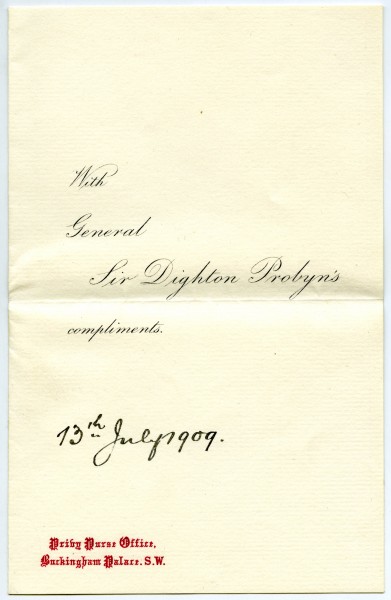 With
General
Sir Dighton Probyn's
compliments.
13th July 1909.
Privy Purse Office,
Buckingham Palace. S.W.